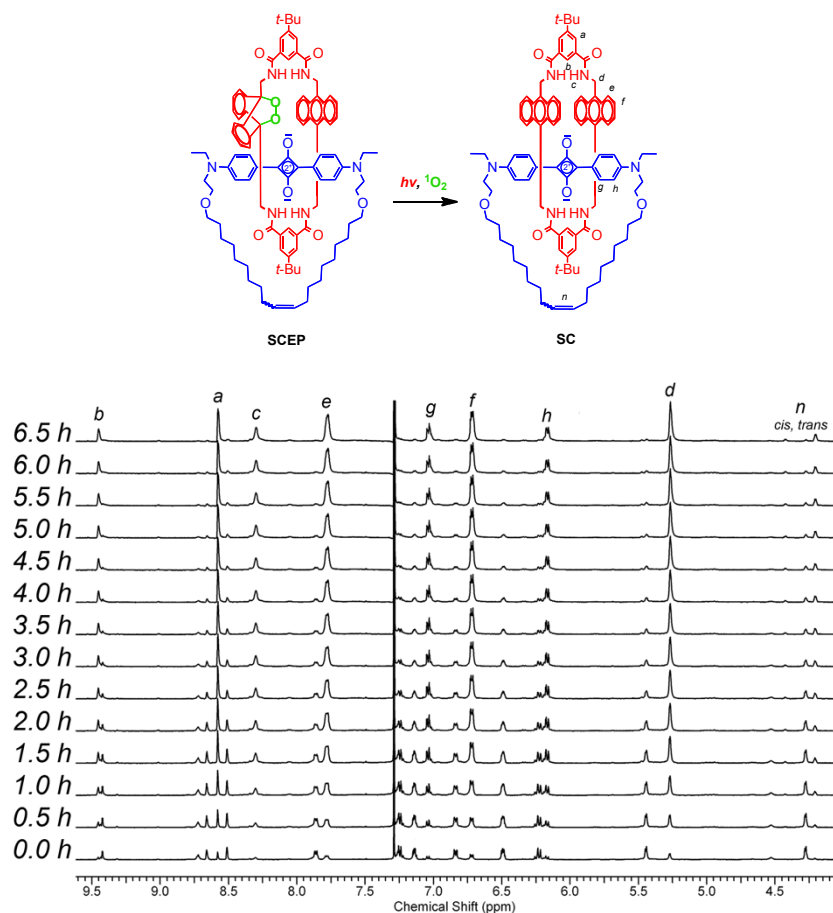 t-Bu
t-Bu
a
O
O
O
O
b
NH
HN
NH
HN
c
d
e
f
O
O
O
O
N
2+
N
N
2+
N
O
O
g
h
hv, ¹O₂
O
O
O
O
NH
HN
NH
HN
O
O
O
O
t-Bu
t-Bu
n
SCEP
SC
b
a
c
e
g
f
h
d
n
cis, trans
6.5 h
6.0 h
5.5 h
5.0 h
4.5 h
4.0 h
3.5 h
3.0 h
2.5 h
2.0 h
1.5 h
1.0 h
0.5 h
0.0 h
9.5 9.0 8.5 8.0 7.5 7.0 6.5 6.0 5.5 5.0 4.5
Chemical Shift (ppm)